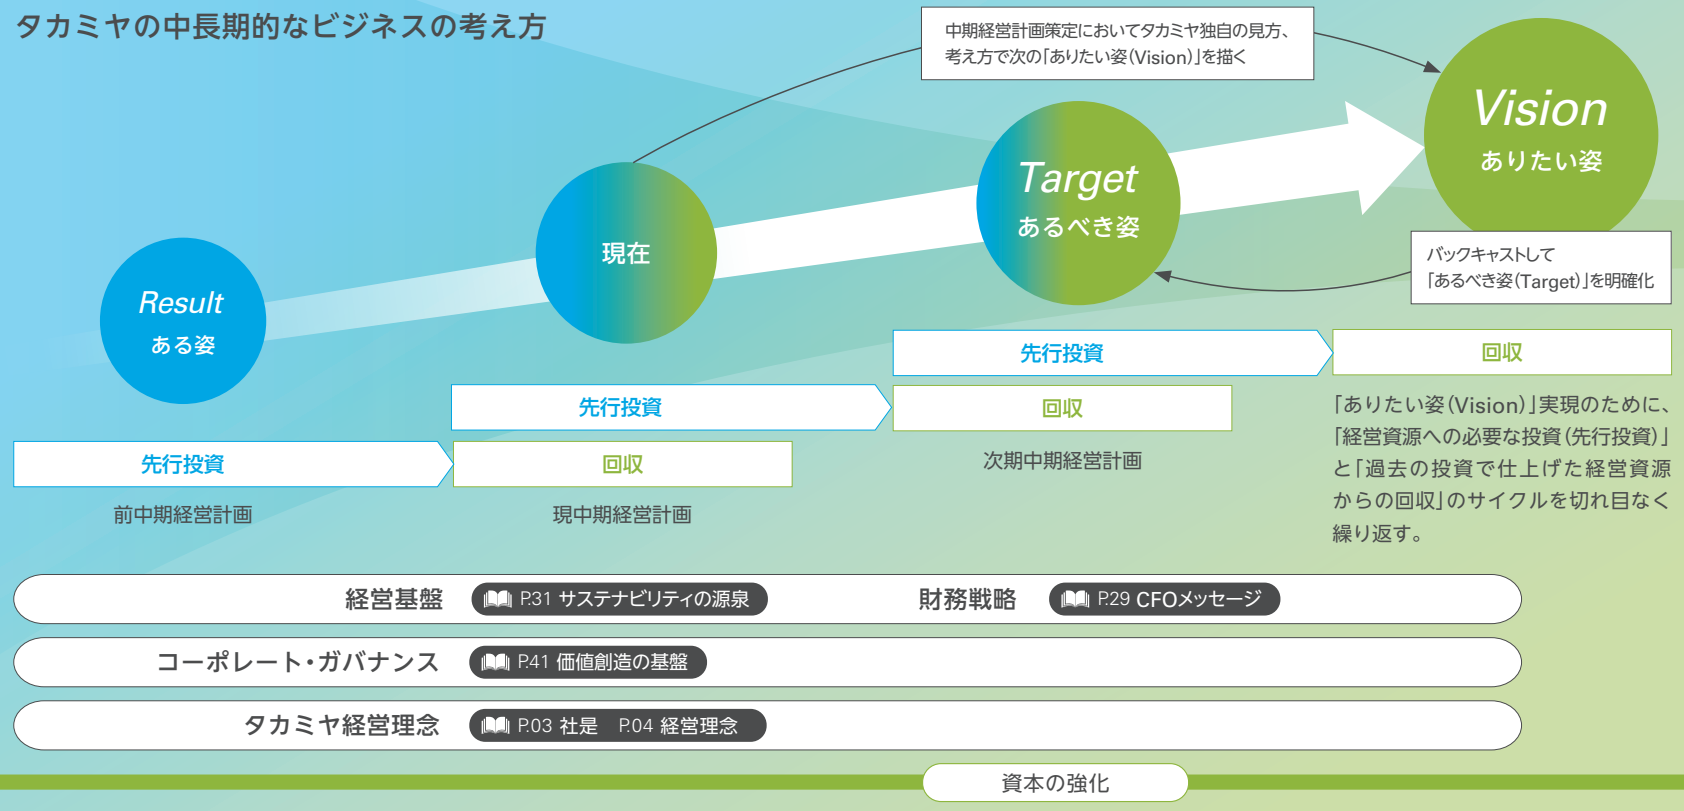 タカミヤの中長期的なビジネスの考え方
中期経営計画策定においてタカミヤ独自の見方、
考え方で次の「ありたい姿(Vision)」を描く
Vision
ありたい姿
Target
あるべき姿
現在
Result
ある姿
バックキャストして
「あるべき姿(Target)」を明確化
先行投資
回収
先行投資
回収
先行投資
回収
前中期経営計画
現中期経営計画
次期中期経営計画
「ありたい姿(Vision)」実現のために、
「経営資源への必要な投資(先行投資)」
と「過去の投資で仕上げた経営資源
からの回収」のサイクルを切れ目なく
繰り返す。
経営基盤 P.31 サステナビリティの源泉 財務戦略 P.29 CFOメッセージ
コーポレート・ガバナンス P.41 価値創造の基盤
タカミヤ経営理念 P.03 社是 P.04 経営理念
資本の強化